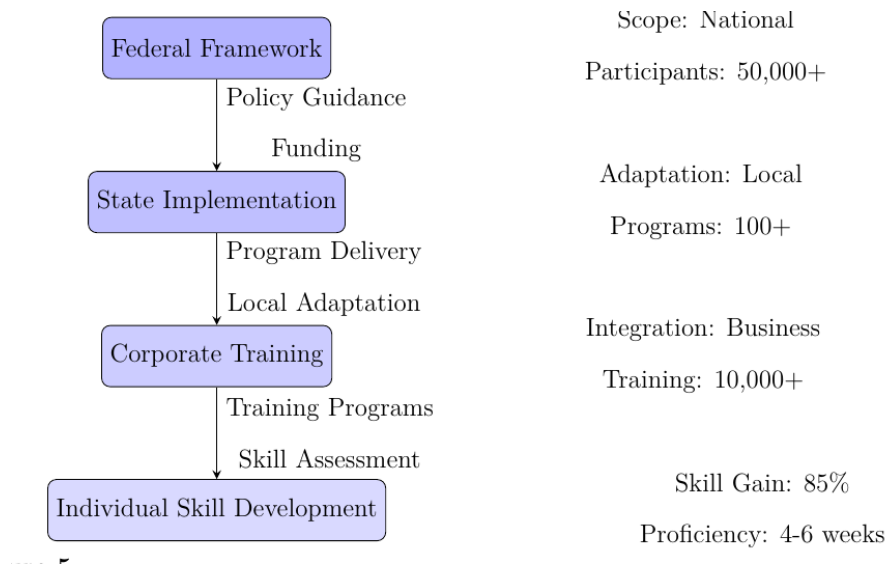 Federal Framework
Scope: National
Participants: 50,000+
Policy Guidance
Funding
State Implementation
Adaptation: Local
Programs: 100+
Program Delivery
Local Adaptation
Corporate Training
Integration: Business
Training: 10,000+
Training Programs
Skill Assessment
Individual Skill Development
Skill Gain: 85%
Proficiency: 4-6 weeks